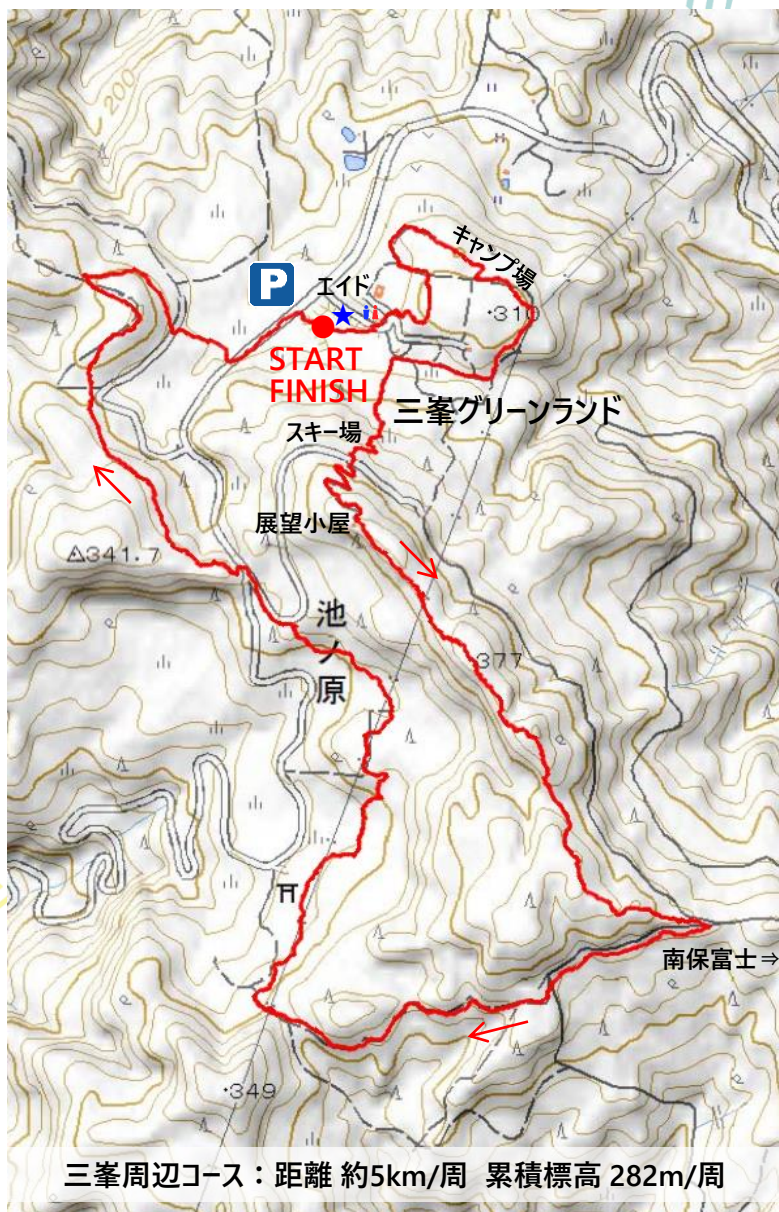 200
キャンプ場
P
エイド
・310
START
FINISH
三峯グリーンランド
スキー場
展望小屋
341.7
池ノ原
377
南保富士⇒
・349
三峯周辺コース：距離 約5km/周 累積標高 282m/周